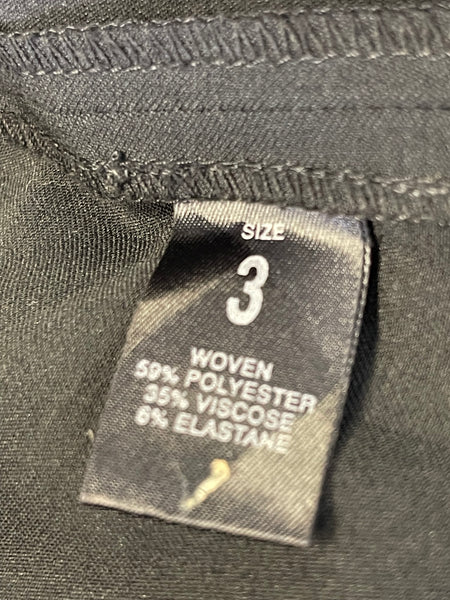 SIZE
3
WOVEN
59% POLYESTER
35% VISCOSE
6% ELASTANE